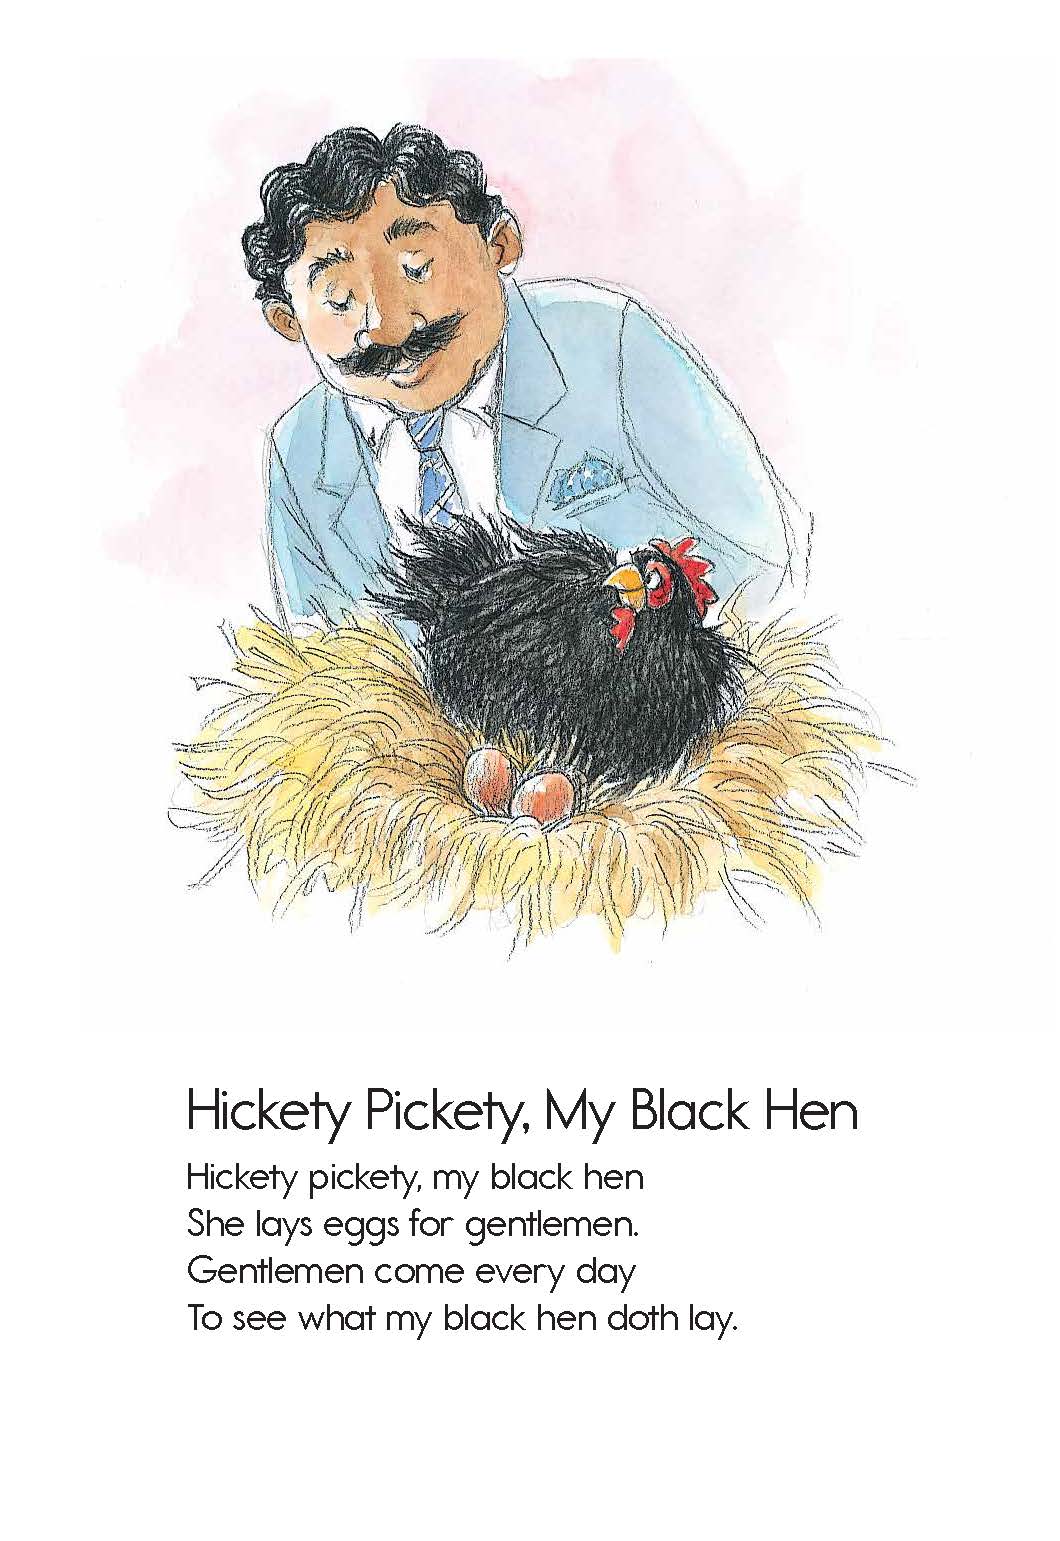 Hickety Pickety, My Black Hen
Hickety pickety, my black hen
She lays eggs for gentlemen.
Gentlemen come every day
To see what my black hen doth lay.